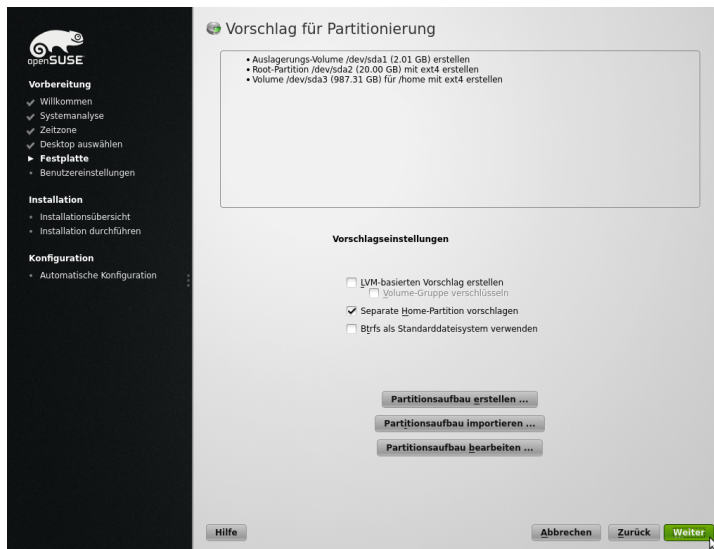 openSUSE
Vorbereitung
Willkommen
Systemanalyse
Zeitzone
Desktop auswählen
Festplatte
Benutzereinstellungen
Installation
Installationsübersicht
Installation durchführen
Konfiguration
Automatische Konfiguration
Vorschlag für Partitionierung
• Auslagerungs-Volume /dev/sda1 (2.01 GB) erstellen
• Root-Partition /dev/sda2 (20.00 GB) mit ext4 erstellen
• Volume /dev/sda3 (987.31 GB) für /home mit ext4 erstellen
Vorschlagseinstellungen
LVM-basierten Vorschlag erstellen
Volume-Gruppe verschlüsseln
Separate Home-Partition vorschlagen
Btrfs als Standarddateisystem verwenden
Partitionsaufbau erstellen ...
Partitionsaufbau importieren ...
Partitionsaufbau bearbeiten ...
Hilfe
Abbrechen
Zurück
Weiter